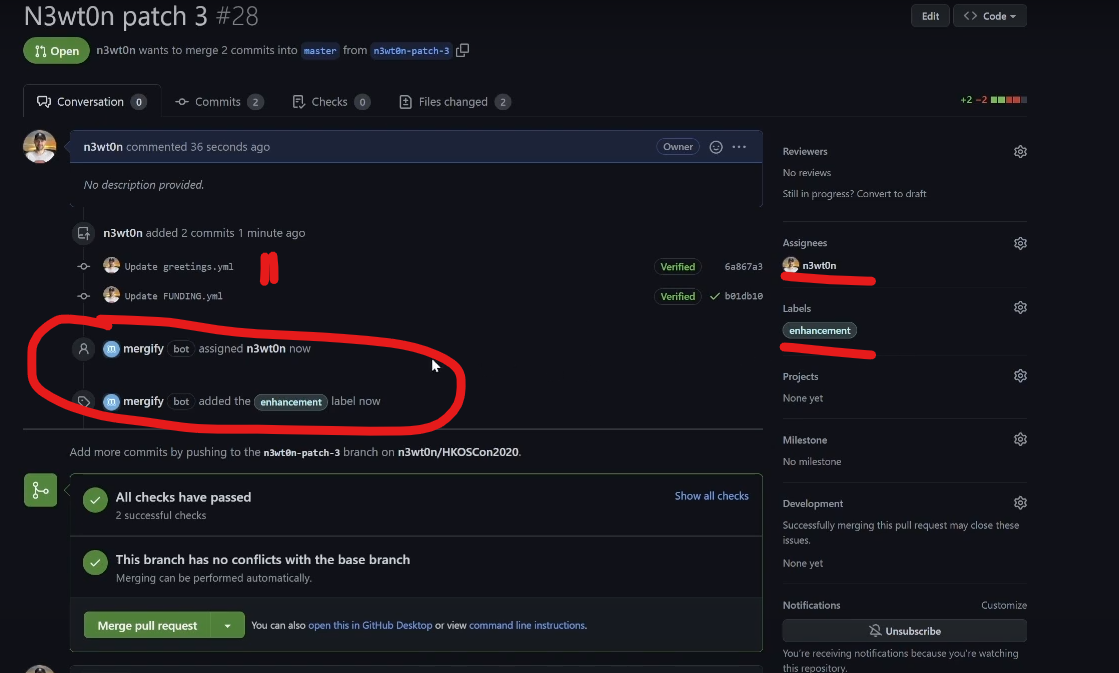 N3wt0n patch 3 #28
Edit
<> Code
Open n3wt0n wants to merge 2 commits into master from n3wt0n-patch-3
Conversation 0
Commits 2
Checks 0
Files changed 2
+2 −2
n3wt0n commented 36 seconds ago
Owner
No description provided.
n3wt0n added 2 commits 1 minute ago
Update greetings.yml
Verified 6a867a3
Update FUNDING.yml
Verified b01db10
mergify bot assigned n3wt0n now
mergify bot added the enhancement label now
Add more commits by pushing to the n3wt0n-patch-3 branch on n3wt0n/HKOSCon2020.
All checks have passed
2 successful checks
Show all checks
This branch has no conflicts with the base branch
Merging can be performed automatically.
Merge pull request
You can also open this in GitHub Desktop or view command line instructions.
Reviewers
No reviews
Still in progress? Convert to draft
Assignees
n3wt0n
Labels
enhancement
Projects
None yet
Milestone
No milestone
Development
Successfully merging this pull request may close these
issues.
None yet
Notifications
Customize
Unsubscribe
You're receiving notifications because you're watching
this repository.